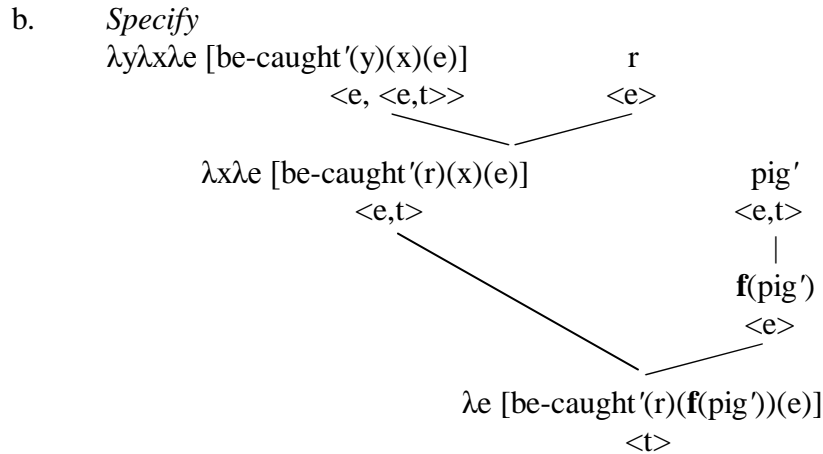 b. Specify
λyλxλe [be-caught′(y)(x)(e)] r
<e, <e,t>> <e>
λxλe [be-caught′(r)(x)(e)] pig′
<e,t> <e,t>
f(pig′)
<e>
λe [be-caught′(r)(f(pig′))(e)]
<t>